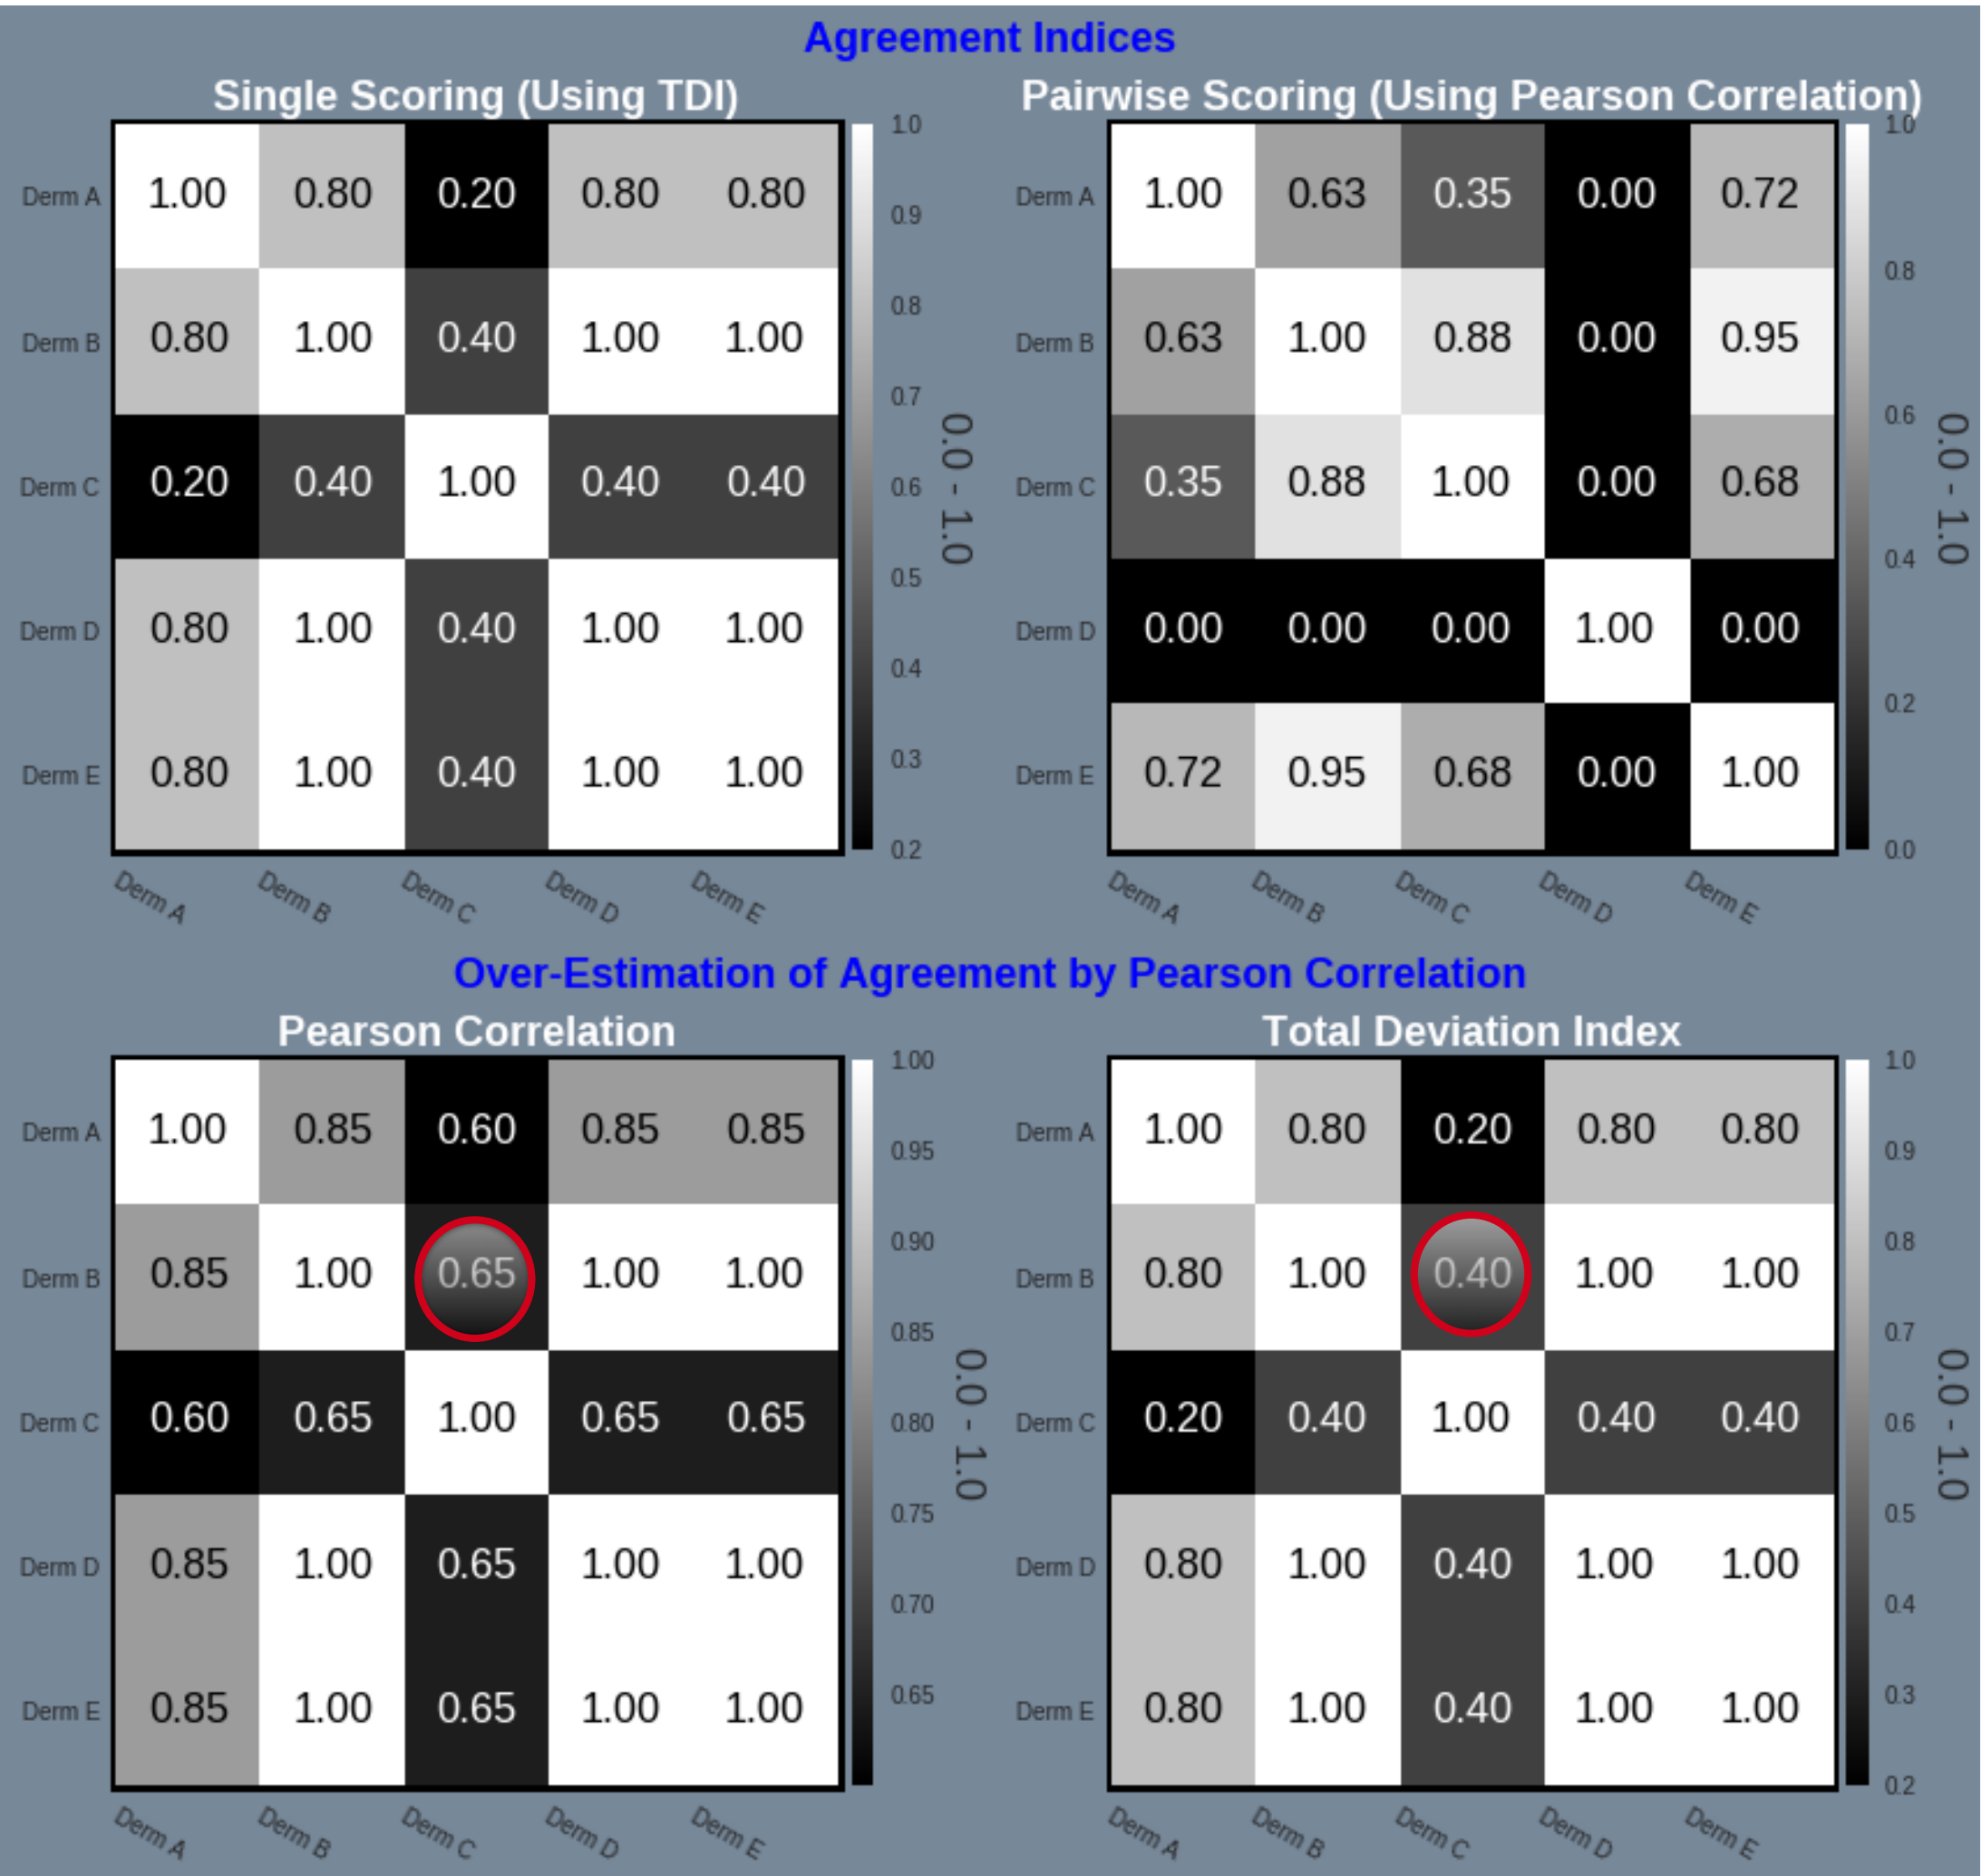 Agreement Indices
Single Scoring (Using TDI)
Derm A 1.00 0.80 0.20 0.80 0.80
Derm B 0.80 1.00 0.40 1.00 1.00
Derm C 0.20 0.40 1.00 0.40 0.40
Derm D 0.80 1.00 0.40 1.00 1.00
Derm E 0.80 1.00 0.40 1.00 1.00
Derm A Derm B Derm C Derm D Derm E
1.0
0.9
0.8
0.7
0.6
0.5
0.4
0.3
0.2
0.0 - 1.0
Pairwise Scoring (Using Pearson Correlation)
Derm A 1.00 0.63 0.35 0.00 0.72
Derm B 0.63 1.00 0.88 0.00 0.95
Derm C 0.35 0.88 1.00 0.00 0.68
Derm D 0.00 0.00 0.00 1.00 0.00
Derm E 0.72 0.95 0.68 0.00 1.00
Derm A Derm B Derm C Derm D Derm E
1.0
0.8
0.6
0.4
0.2
0.0
0.0 - 1.0
Over-Estimation of Agreement by Pearson Correlation
Pearson Correlation
Derm A 1.00 0.85 0.60 0.85 0.85
Derm B 0.85 1.00 0.65 1.00 1.00
Derm C 0.60 0.65 1.00 0.65 0.65
Derm D 0.85 1.00 0.65 1.00 1.00
Derm E 0.85 1.00 0.65 1.00 1.00
Derm A Derm B Derm C Derm D Derm E
1.00
0.95
0.90
0.85
0.80
0.75
0.70
0.65
0.0 - 1.0
Total Deviation Index
Derm A 1.00 0.80 0.20 0.80 0.80
Derm B 0.80 1.00 0.40 1.00 1.00
Derm C 0.20 0.40 1.00 0.40 0.40
Derm D 0.80 1.00 0.40 1.00 1.00
Derm E 0.80 1.00 0.40 1.00 1.00
Derm A Derm B Derm C Derm D Derm E
1.0
0.9
0.8
0.7
0.6
0.5
0.4
0.3
0.2
0.0 - 1.0